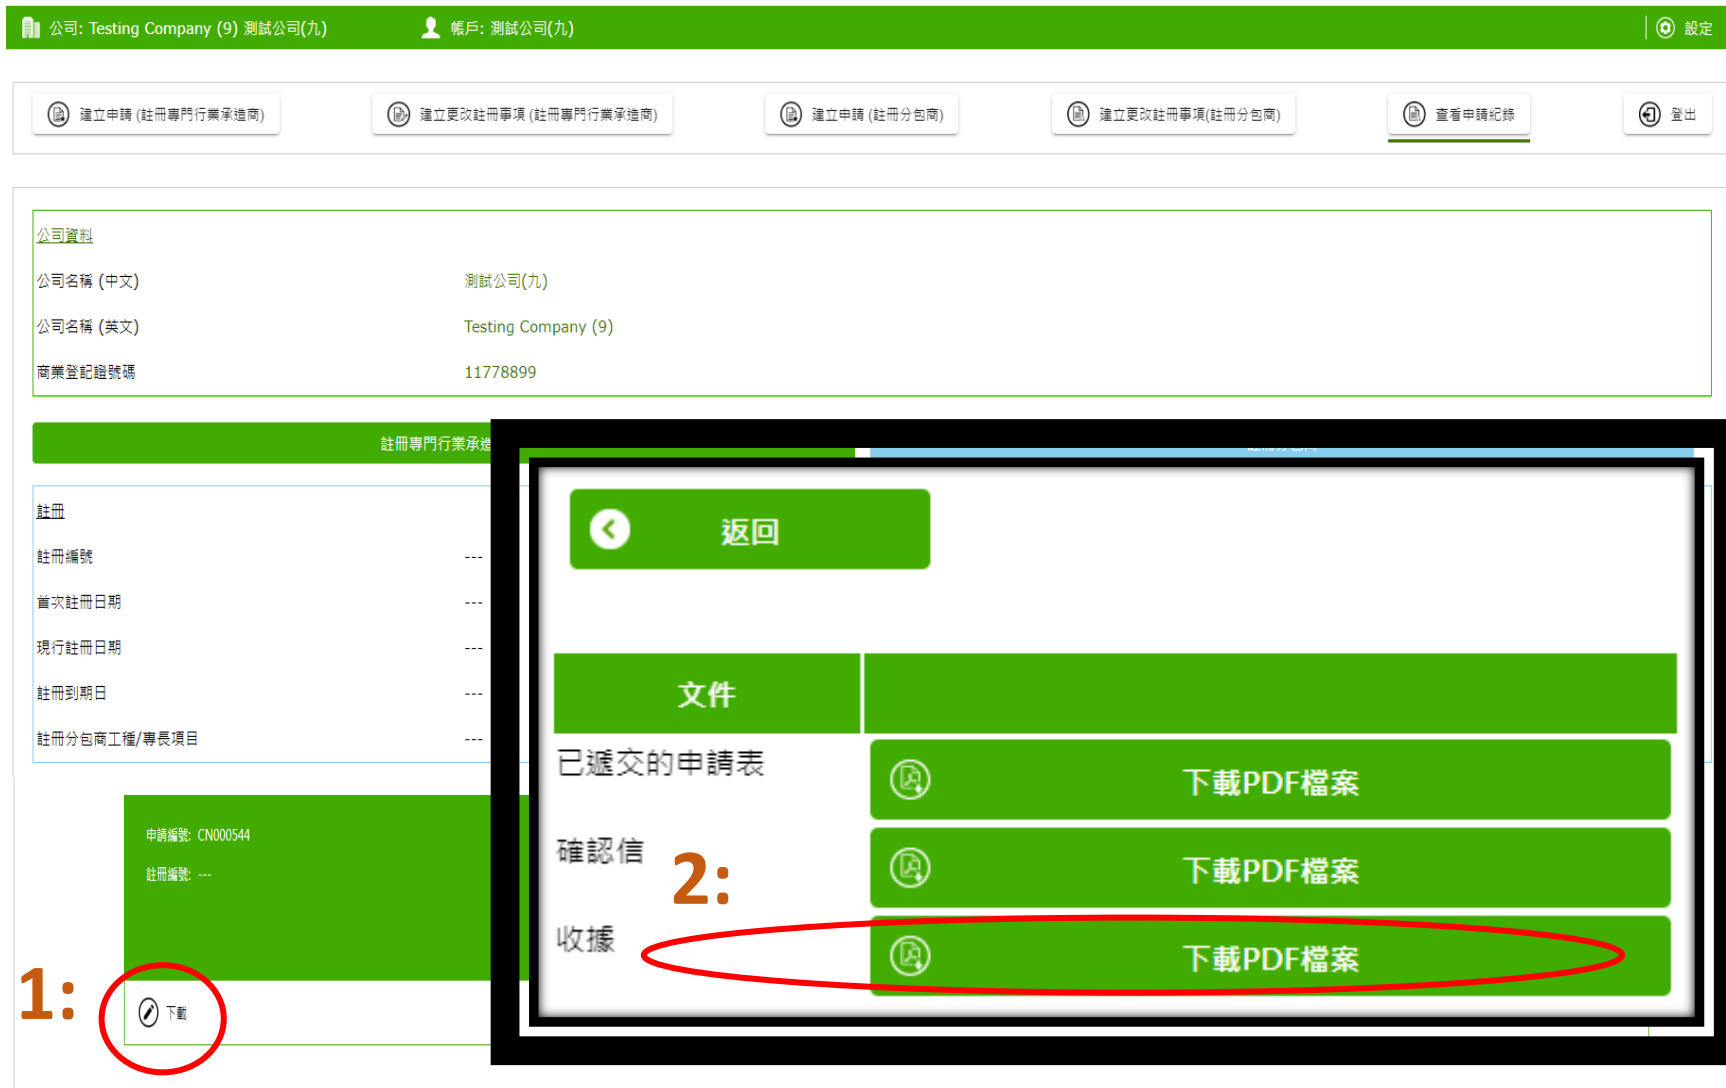 公司: Testing Company (9) 測試公司(九)
帳戶: 測試公司(九)
設定
建立申請 (註冊專門行業承造商)
建立更改註冊事項 (註冊專門行業承造商)
建立申請 (註冊分包商)
建立更改註冊事項(註冊分包商)
查看申請紀錄
登出
公司資料
公司名稱 (中文) 測試公司(九)
公司名稱 (英文) Testing Company (9)
商業登記證號碼 11778899
註冊專門行業承造
註冊
註冊編號 ---
首次註冊日期 ---
現行註冊日期 ---
註冊到期日 ---
註冊分包商工種/專長項目 ---
申請編號: CN000544
註冊編號: ---
1:
下載
返回
文件
已遞交的申請表 下載PDF檔案
確認信 下載PDF檔案
2:
收據 下載PDF檔案